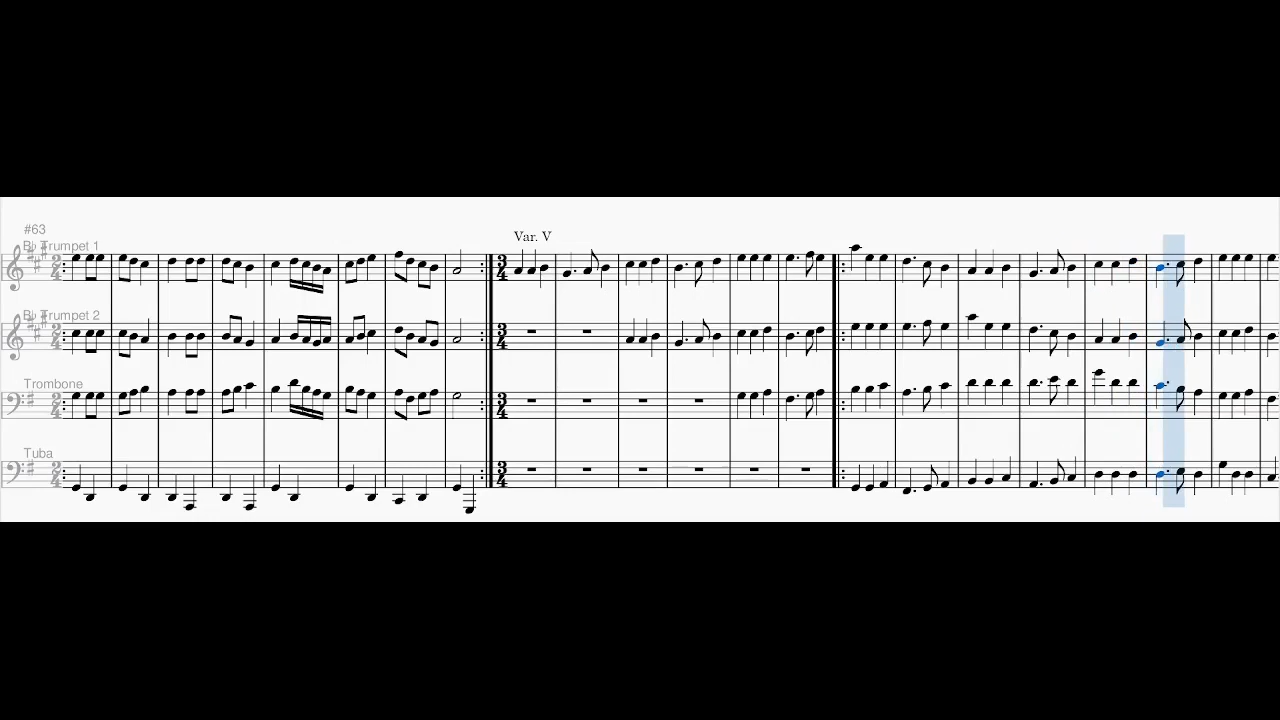 #63
B♭ Trumpet 1
Var. V
B♭ Trumpet 2
Trombone
Tuba